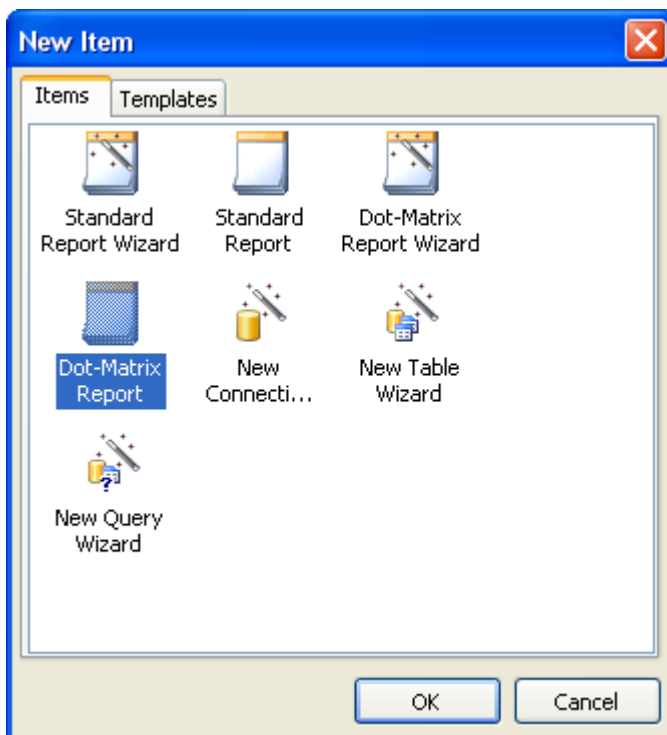 New Item
Items Templates
Standard Standard Dot-Matrix
Report Wizard Report Report Wizard
Dot-Matrix New New Table
Report Connecti... Wizard
New Query
Wizard
OK Cancel